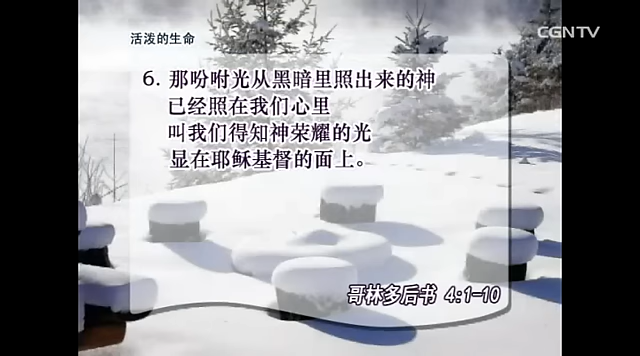 CGNTV
活泼的生命
6. 那吩咐光从黑暗里照出来的神
已经照在我们心里
叫我们得知神荣耀的光
显在耶稣基督的面上。
哥林多后书 4:1-10